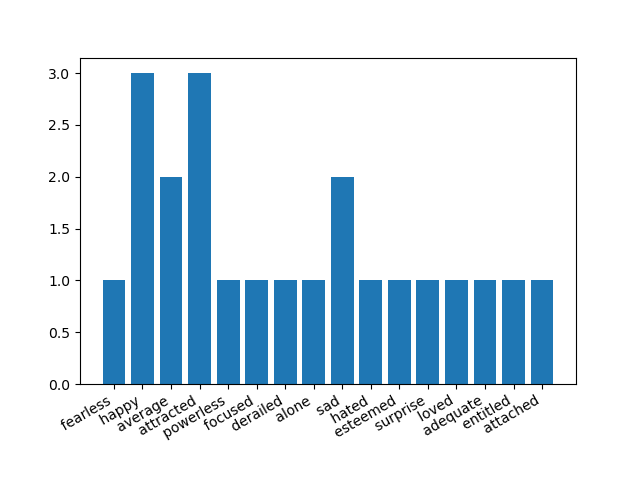 3.0
2.5
2.0
1.5
1.0
0.5
0.0
fearless
happy
average
attracted
powerless
focused
derailed
alone
sad
hated
esteemed
surprise
loved
adequate
entitled
attached